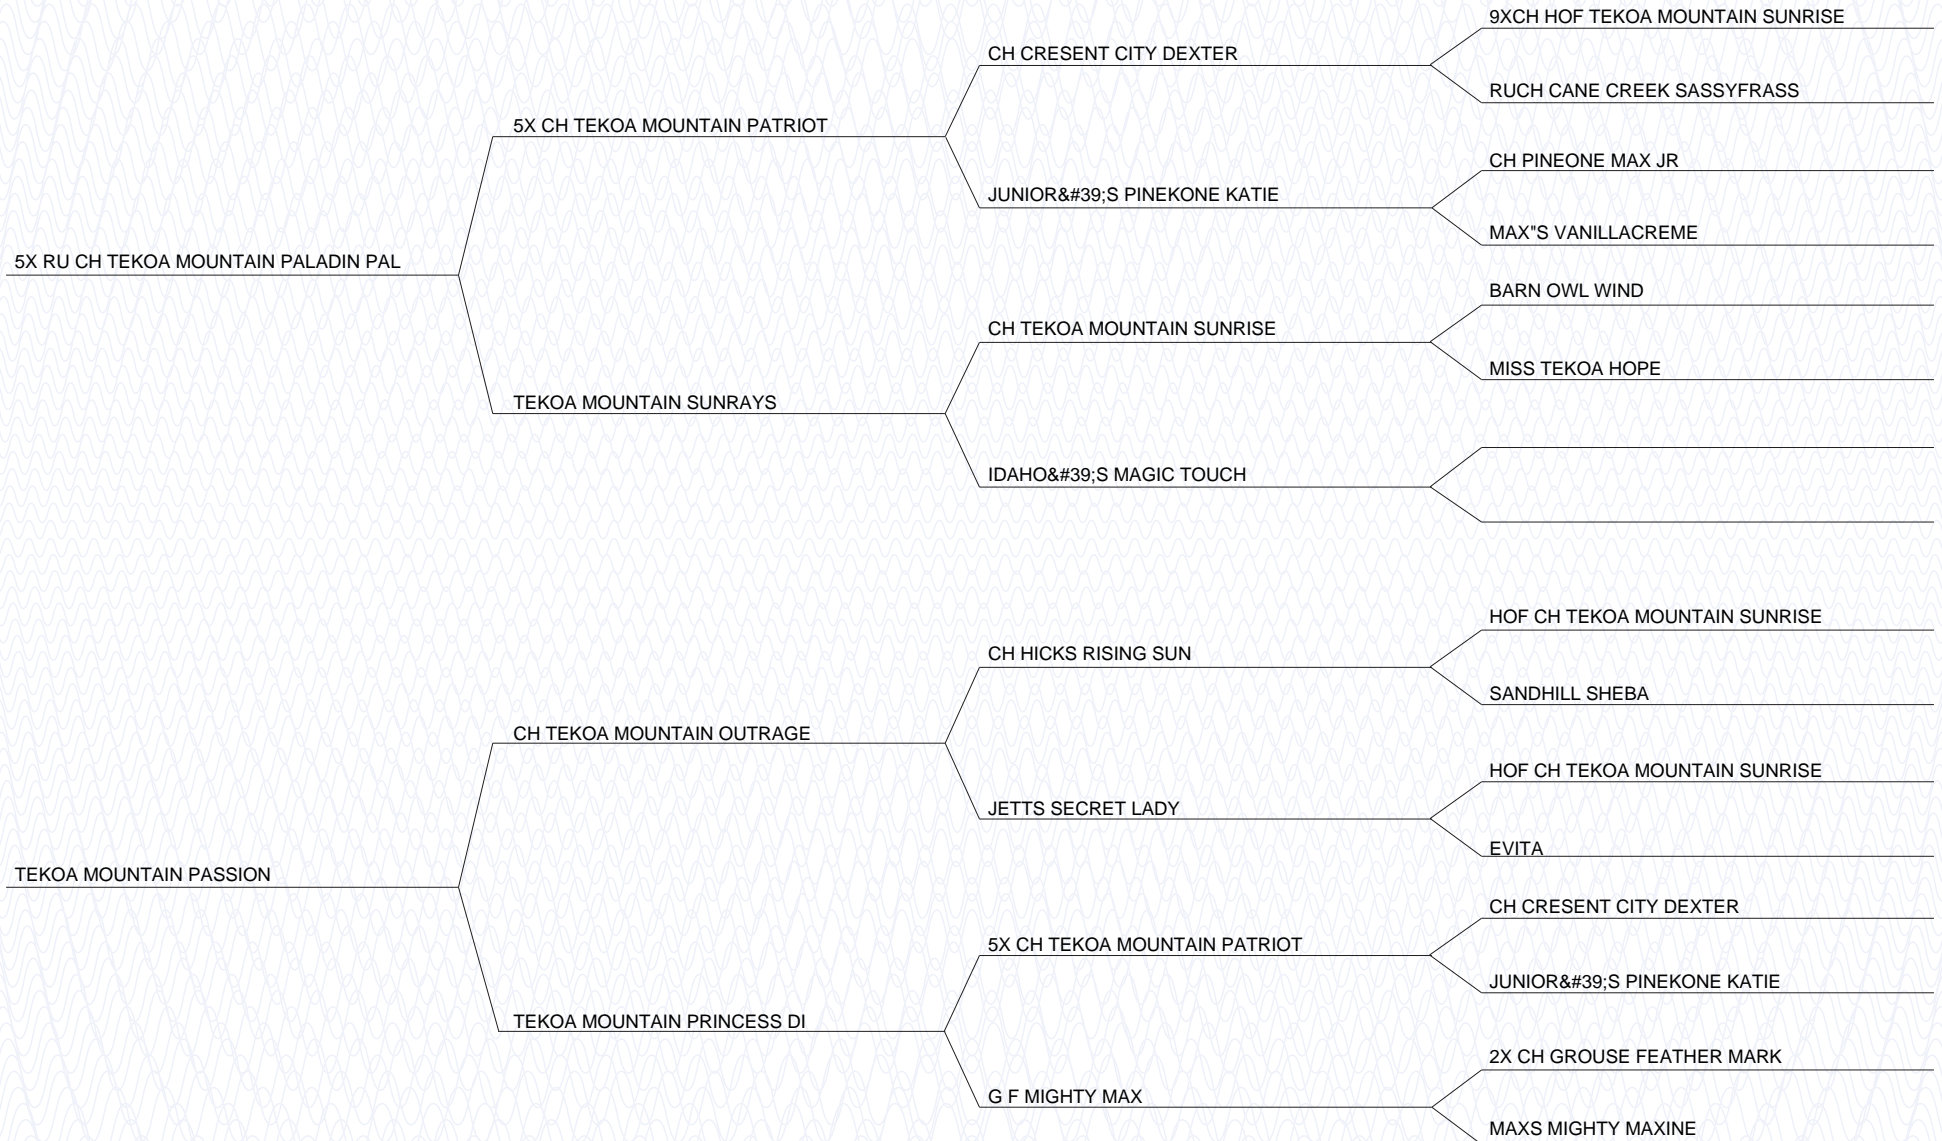 9XCH HOF TEKOA MOUNTAIN SUNRISE
CH CRESENT CITY DEXTER
RUCH CANE CREEK SASSYFRASS
5X CH TEKOA MOUNTAIN PATRIOT
CH PINEONE MAX JR
JUNIOR&#39;S PINEKONE KATIE
MAX"S VANILLACREME
5X RU CH TEKOA MOUNTAIN PALADIN PAL
BARN OWL WIND
CH TEKOA MOUNTAIN SUNRISE
MISS TEKOA HOPE
TEKOA MOUNTAIN SUNRAYS
IDAHO&#39;S MAGIC TOUCH
HOF CH TEKOA MOUNTAIN SUNRISE
CH HICKS RISING SUN
SANDHILL SHEBA
CH TEKOA MOUNTAIN OUTRAGE
HOF CH TEKOA MOUNTAIN SUNRISE
JETTS SECRET LADY
EVITA
TEKOA MOUNTAIN PASSION
CH CRESENT CITY DEXTER
5X CH TEKOA MOUNTAIN PATRIOT
JUNIOR&#39;S PINEKONE KATIE
TEKOA MOUNTAIN PRINCESS DI
2X CH GROUSE FEATHER MARK
G F MIGHTY MAX
MAXS MIGHTY MAXINE